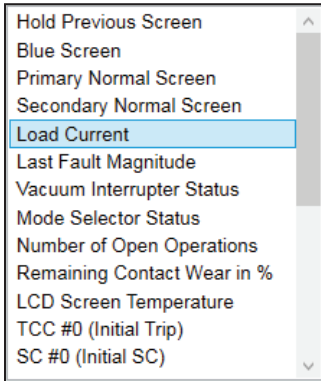 Hold Previous Screen
Blue Screen
Primary Normal Screen
Secondary Normal Screen
Load Current
Last Fault Magnitude
Vacuum Interrupter Status
Mode Selector Status
Number of Open Operations
Remaining Contact Wear in %
LCD Screen Temperature
TCC #0 (Initial Trip)
SC #0 (Initial SC)